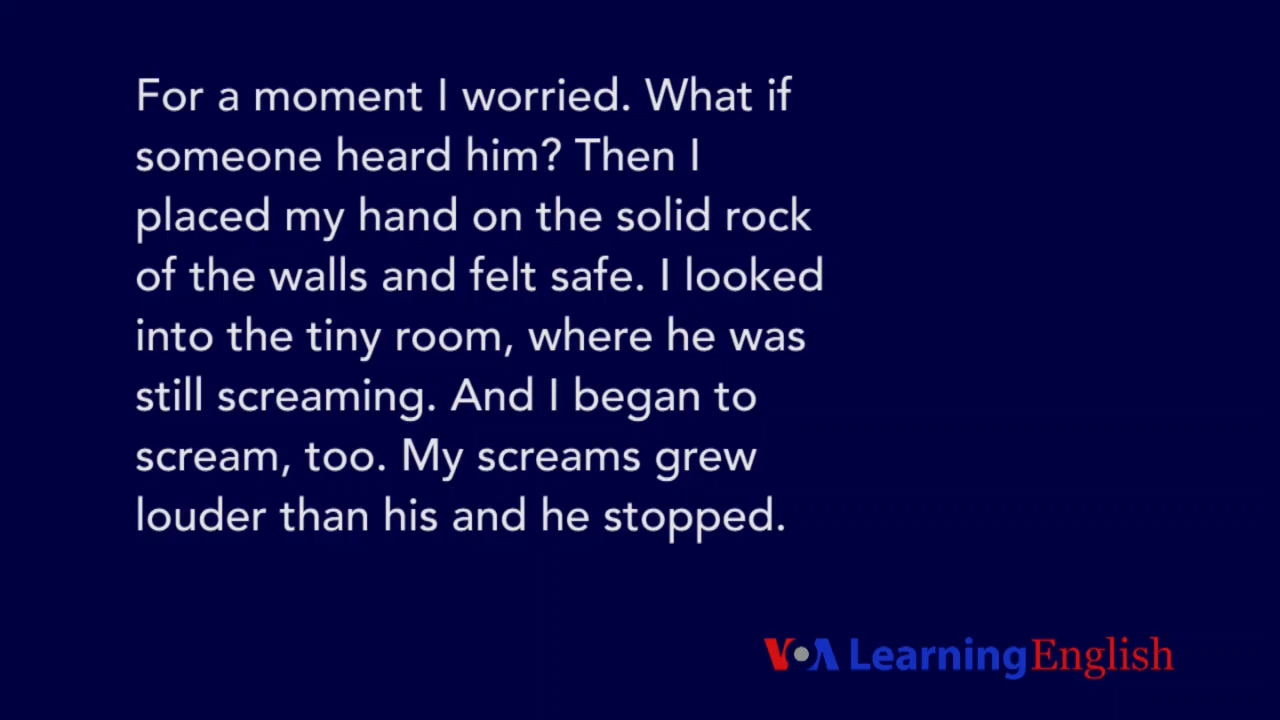 For a moment I worried. What if
someone heard him? Then I
placed my hand on the solid rock
of the walls and felt safe. I looked
into the tiny room, where he was
still screaming. And I began to
scream, too. My screams grew
louder than his and he stopped.
VOA Learning English